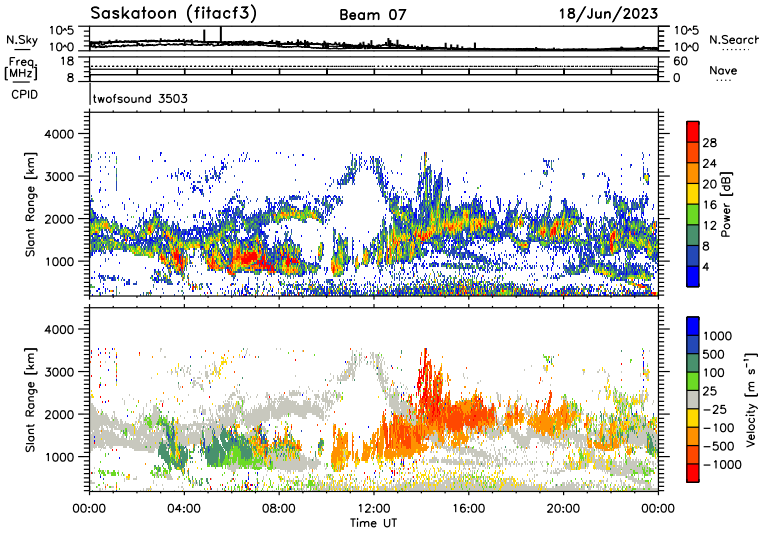 Saskatoon (fitacf3) Beam 07 18/Jun/2023
N.Sky 10^5 10^0 10^5 10^0 N.Search
Freq. [MHz] 18 8 60 0 Nave
CPID twofsound 3503
Slant Range [km] 4000 3000 2000 1000
28 24 20 16 12 8 4 Power [dB]
Slant Range [km] 4000 3000 2000 1000
1000 500 100 25 −25 −100 −500 −1000 Velocity [m s⁻¹]
00:00 04:00 08:00 12:00 16:00 20:00 00:00
Time UT